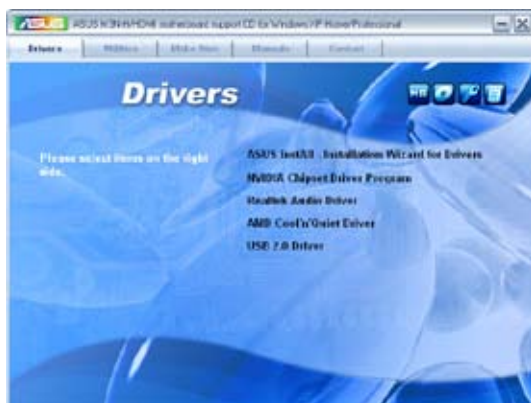 ASUS
ASUS motherboard support CD for Windows XP Home/Professional
Drivers
Utilities
Make Disk
Manuals
Contact
Drivers
Please select items on the right
side.
ASUS InstAll - Installation Wizard for Drivers
NVIDIA Chipset Driver Program
Realtek Audio Driver
AMD Cool'n'Quiet Driver
USB 2.0 Driver